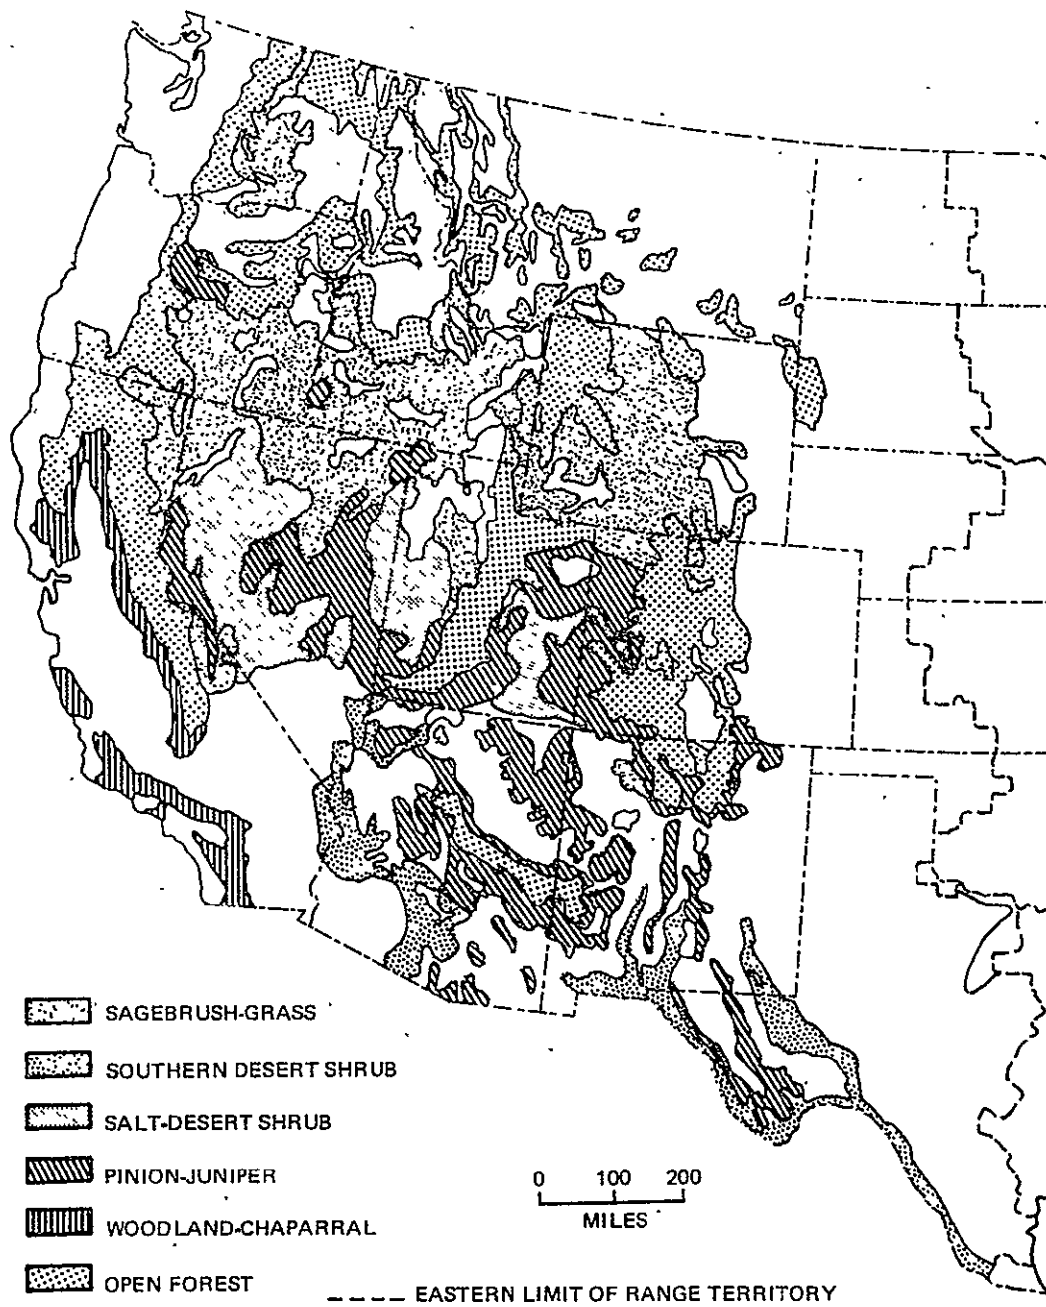 SAGEBRUSH-GRASS
SOUTHERN DESERT SHRUB
SALT-DESERT SHRUB
PINION-JUNIPER
WOODLAND-CHAPARRAL
OPEN FOREST
0 100 200
MILES
EASTERN LIMIT OF RANGE TERRITORY